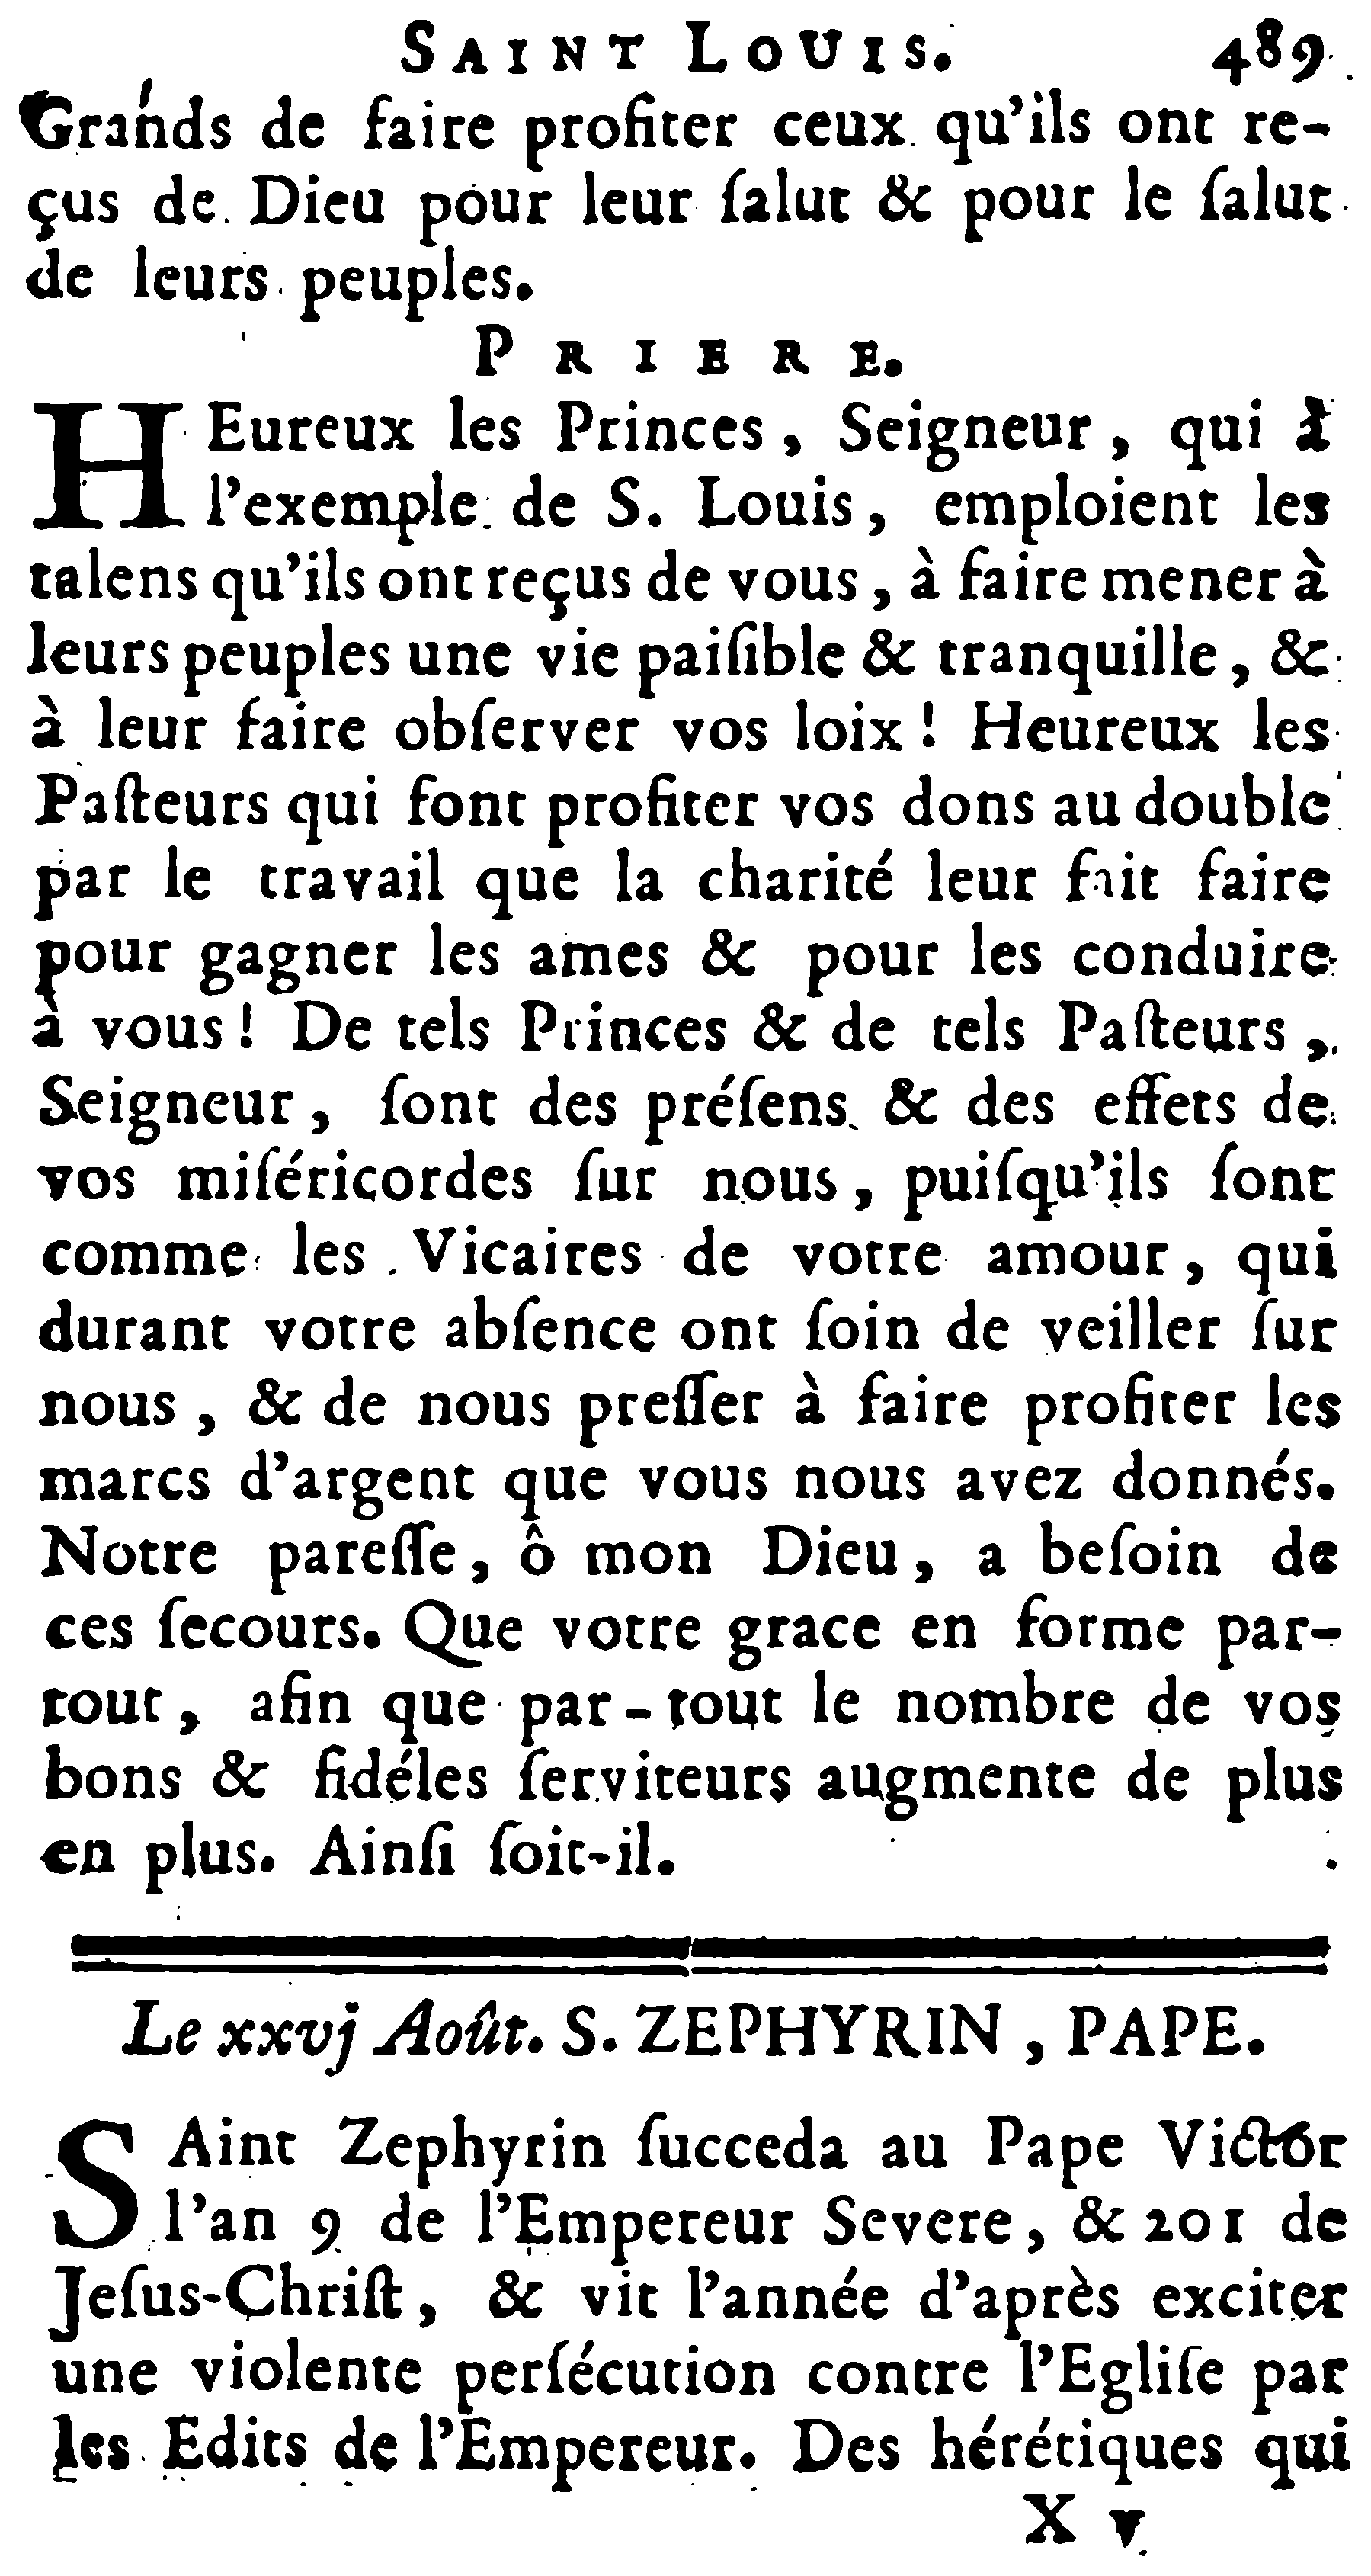 SAINT LOUIS. 489
Grands de faire profiter ceux qu'ils ont re-
çus de Dieu pour leur ſalut & pour le ſalut
de leurs peuples.
PRIERE.
HEureux les Princes, Seigneur, qui à
l'exemple de S. Louis, emploient les
talens qu'ils ont reçus de vous, à faire mener à
leurs peuples une vie paiſible & tranquille, &
à leur faire obſerver vos loix! Heureux les
Paſteurs qui font profiter vos dons au double
par le travail que la charité leur fait faire
pour gagner les ames & pour les conduire
à vous! De tels Princes & de tels Paſteurs,
Seigneur, ſont des préſens & des effets de
vos miſéricordes ſur nous, puiſqu'ils ſont
comme les Vicaires de votre amour, qui
durant votre abſence ont ſoin de veiller ſur
nous, & de nous preſſer à faire profiter les
marcs d'argent que vous nous avez donnés.
Notre pareſſe, ô mon Dieu, a beſoin de
ces ſecours. Que votre grace en forme par-
tout, afin que par-tout le nombre de vos
bons & fidéles ſerviteurs augmente de plus
en plus. Ainſi ſoit-il.
Le xxvj Août. S. ZEPHYRIN, PAPE.
SAint Zephyrin ſucceda au Pape Victor
l'an 9 de l'Empereur Severe, & 201 de
Jeſus-Chriſt, & vit l'année d'après exciter
une violente perſécution contre l'Egliſe par
les Edits de l'Empereur. Des hérétiques qui
X v